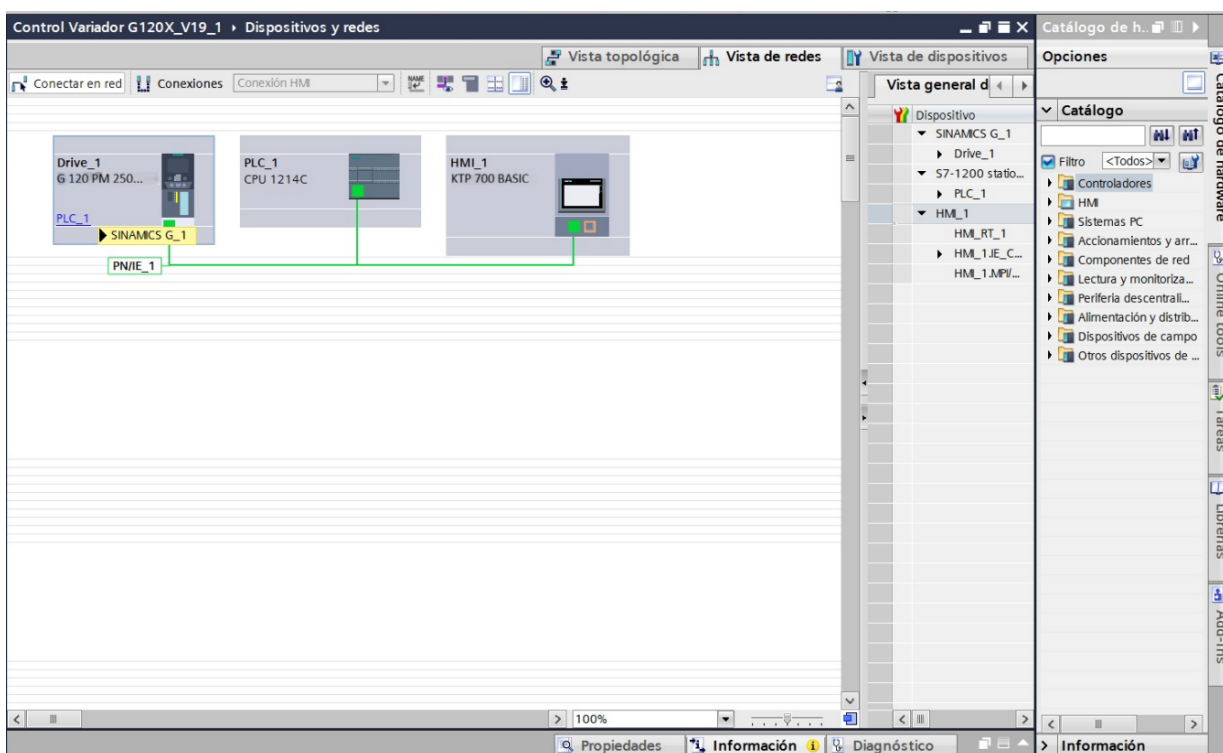 Control Variador G120X_V19_1 ▸ Dispositivos y redes
Catálogo de h..
Vista topológica
Vista de redes
Vista de dispositivos
Opciones
Conectar en red
Conexiones
Conexión HMI
Vista general d
Catálogo
Dispositivo
SINAMICS G_1
Drive_1
S7-1200 statio...
PLC_1
HMI_1
HMI_RT_1
HMI_1.IE_C...
HMI_1.MPI/...
Drive_1
G 120 PM 250...
PLC_1
SINAMICS G_1
PN/IE_1
PLC_1
CPU 1214C
HMI_1
KTP 700 BASIC
Filtro
<Todos>
Controladores
HMI
Sistemas PC
Accionamientos y arr...
Componentes de red
Lectura y monitoriza...
Periferia descentrali...
Alimentación y distrib...
Dispositivos de campo
Otros dispositivos de ...
Catálogo de hardware
Online tools
Tareas
Librerías
Add-Ins
100%
Propiedades
Información
Diagnóstico
Información